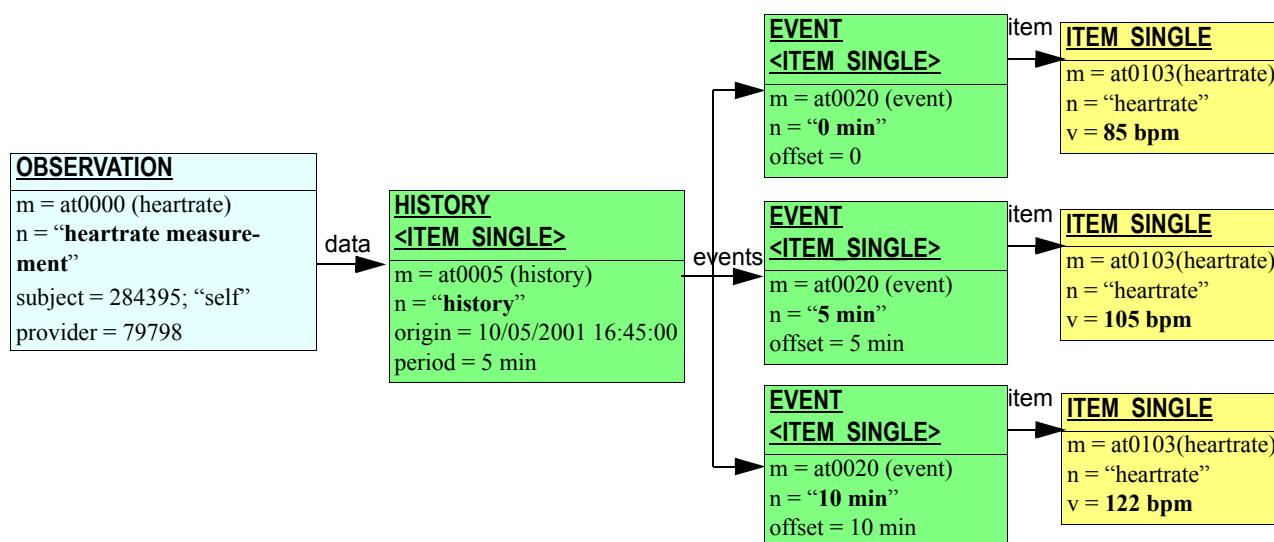 OBSERVATION
m = at0000 (heartrate)
n = “heartrate measure-
ment”
subject = 284395; “self”
provider = 79798
data
HISTORY
<ITEM_SINGLE>
m = at0005 (history)
n = “history”
origin = 10/05/2001 16:45:00
period = 5 min
events
EVENT
<ITEM_SINGLE>
m = at0020 (event)
n = “0 min”
offset = 0
item
ITEM_SINGLE
m = at0103(heartrate)
n = “heartrate”
v = 85 bpm
EVENT
<ITEM_SINGLE>
m = at0020 (event)
n = “5 min”
offset = 5 min
item
ITEM_SINGLE
m = at0103(heartrate)
n = “heartrate”
v = 105 bpm
EVENT
<ITEM_SINGLE>
m = at0020 (event)
n = “10 min”
offset = 10 min
item
ITEM_SINGLE
m = at0103(heartrate)
n = “heartrate”
v = 122 bpm